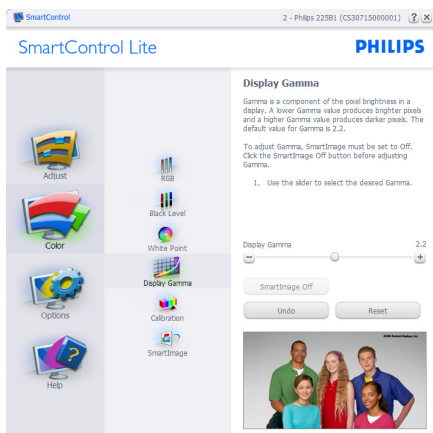 SmartControl
2 - Philips 225B1 (CS30715000001)
SmartControl Lite
PHILIPS
Adjust
Color
Options
Help
RGB
Black Level
White Point
Display Gamma
Calibration
SmartImage
Display Gamma
Gamma is a component of the pixel brightness in a
display. A lower Gamma value produces brighter pixels
and a higher Gamma value produces darker pixels. The
default value for Gamma is 2.2.
To adjust Gamma, SmartImage must be set to Off.
Click the SmartImage Off button before adjusting
Gamma.
1. Use the slider to select the desired Gamma.
Display Gamma 2.2
SmartImage Off
Undo Reset